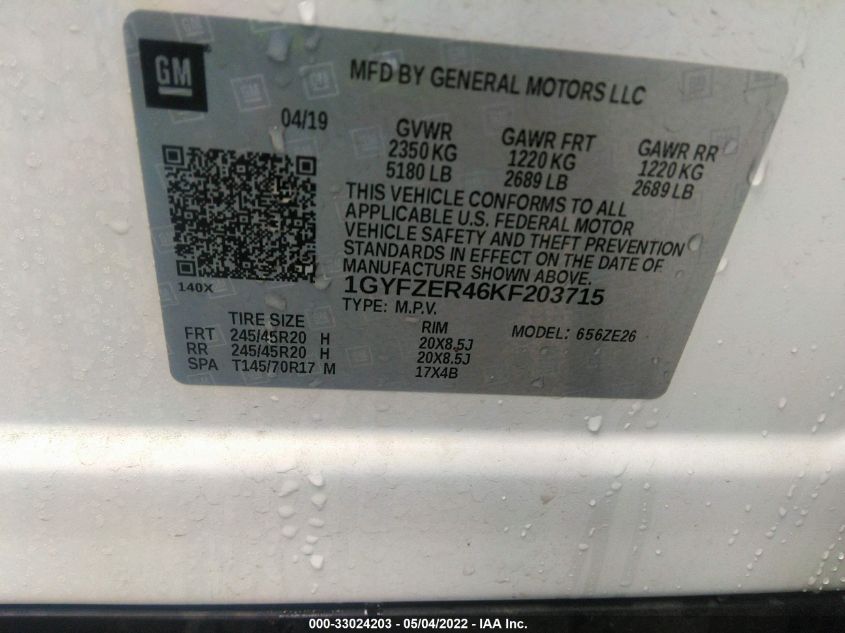 GM
MFD BY GENERAL MOTORS LLC
04/19
GVWR GAWR FRT GAWR RR
2350 KG 1220 KG 1220 KG
5180 LB 2689 LB 2689 LB
THIS VEHICLE CONFORMS TO ALL
APPLICABLE U.S. FEDERAL MOTOR
VEHICLE SAFETY AND THEFT PREVENTION
STANDARDS IN EFFECT ON THE DATE OF
MANUFACTURE SHOWN ABOVE.
140X
1GYFZER46KF203715
TYPE: M.P.V.
TIRE SIZE RIM MODEL: 656ZE26
FRT 245/45R20 H 20X8.5J
RR 245/45R20 H 20X8.5J
SPA T145/70R17 M 17X4B
000-33024203 - 05/04/2022 - IAA Inc.